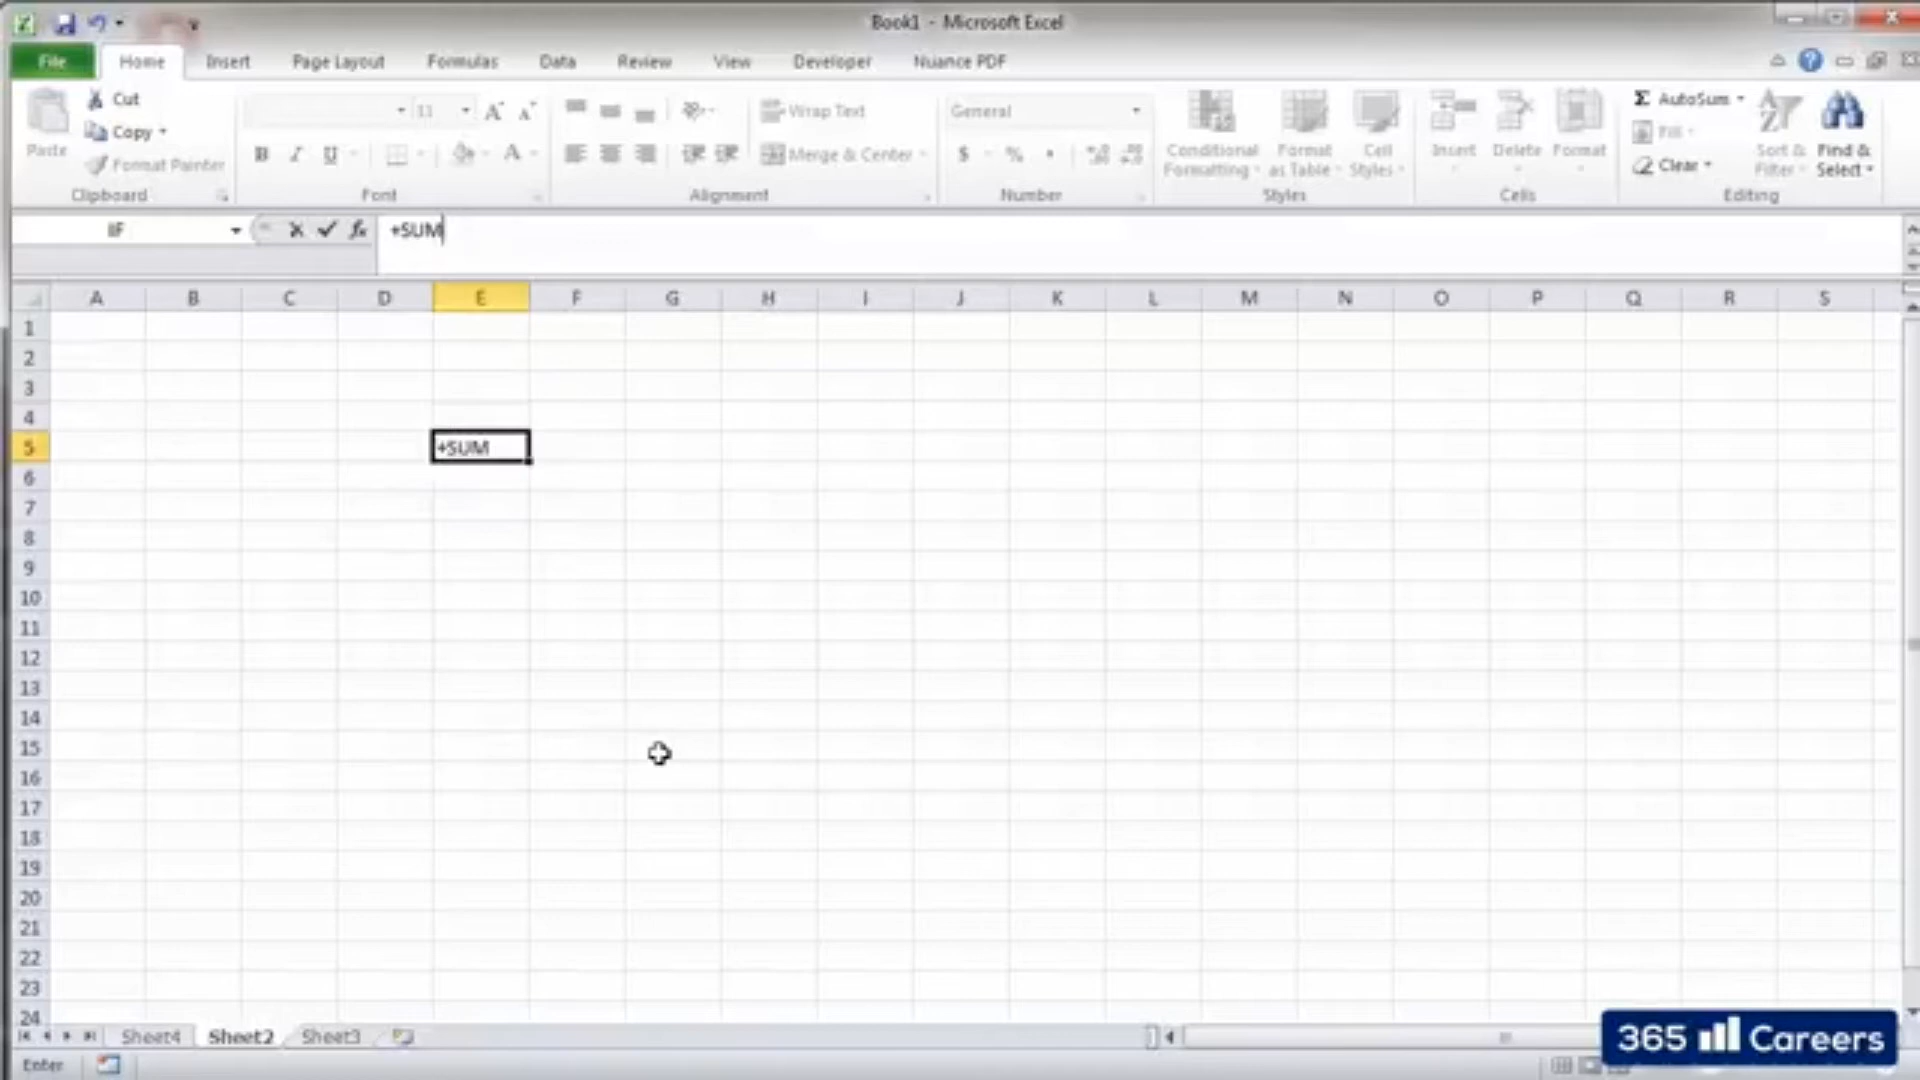 Book1 - Microsoft Excel
File Home Insert Page Layout Formulas Data Review View Developer Nuance PDF
Cut
Copy
Format Painter
Paste
Clipboard
11
B I U A
Font
Wrap Text
Merge & Center
Alignment
General
$ %
Number
Conditional Formatting
Format as Table
Cell Styles
Styles
Insert Delete Format
Cells
Σ AutoSum
Fill
Clear
Sort & Filter
Find & Select
Editing
IF fx +SUM
A B C D E F G H I J K L M N O P Q R S
1
2
3
4
5 +SUM
6
7
8
9
10
11
12
13
14
15
16
17
18
19
20
21
22
23
24
Sheet4 Sheet2 Sheet3
Enter
365 Careers